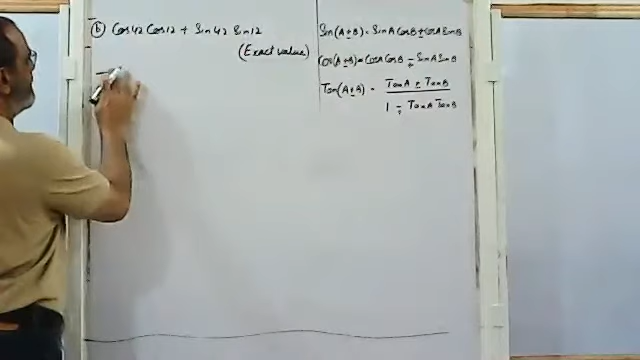 (b) Cos42 Cos12 + Sin42 Sin12
(Exact value)
Sin(A±B) = SinA CosB ± CosA SinB
Cos(A±B) = CosA CosB ∓ SinA SinB
Tan(A±B) = TanA ± TanB
1 ∓ TanA TanB